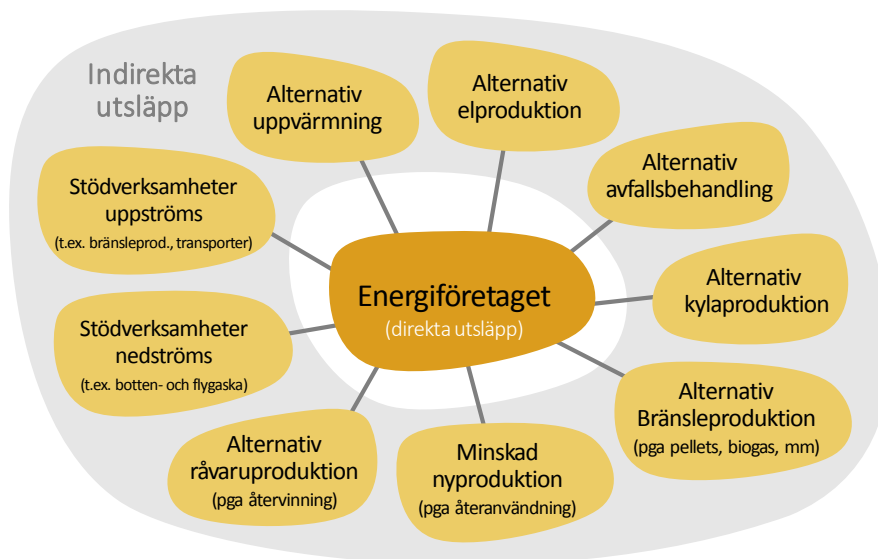 Indirekta
utsläpp
Alternativ
uppvärmning
Alternativ
elproduktion
Alternativ
avfallsbehandling
Stödverksamheter
uppströms
(t.ex. bränsleprod., transporter)
Energiföretaget
(direkta utsläpp)
Alternativ
kylaproduktion
Stödverksamheter
nedströms
(t.ex. botten- och flygaska)
Alternativ
Bränsleproduktion
(pga pellets, biogas, mm)
Alternativ
råvaruproduktion
(pga återvinning)
Minskad
nyproduktion
(pga återanvändning)